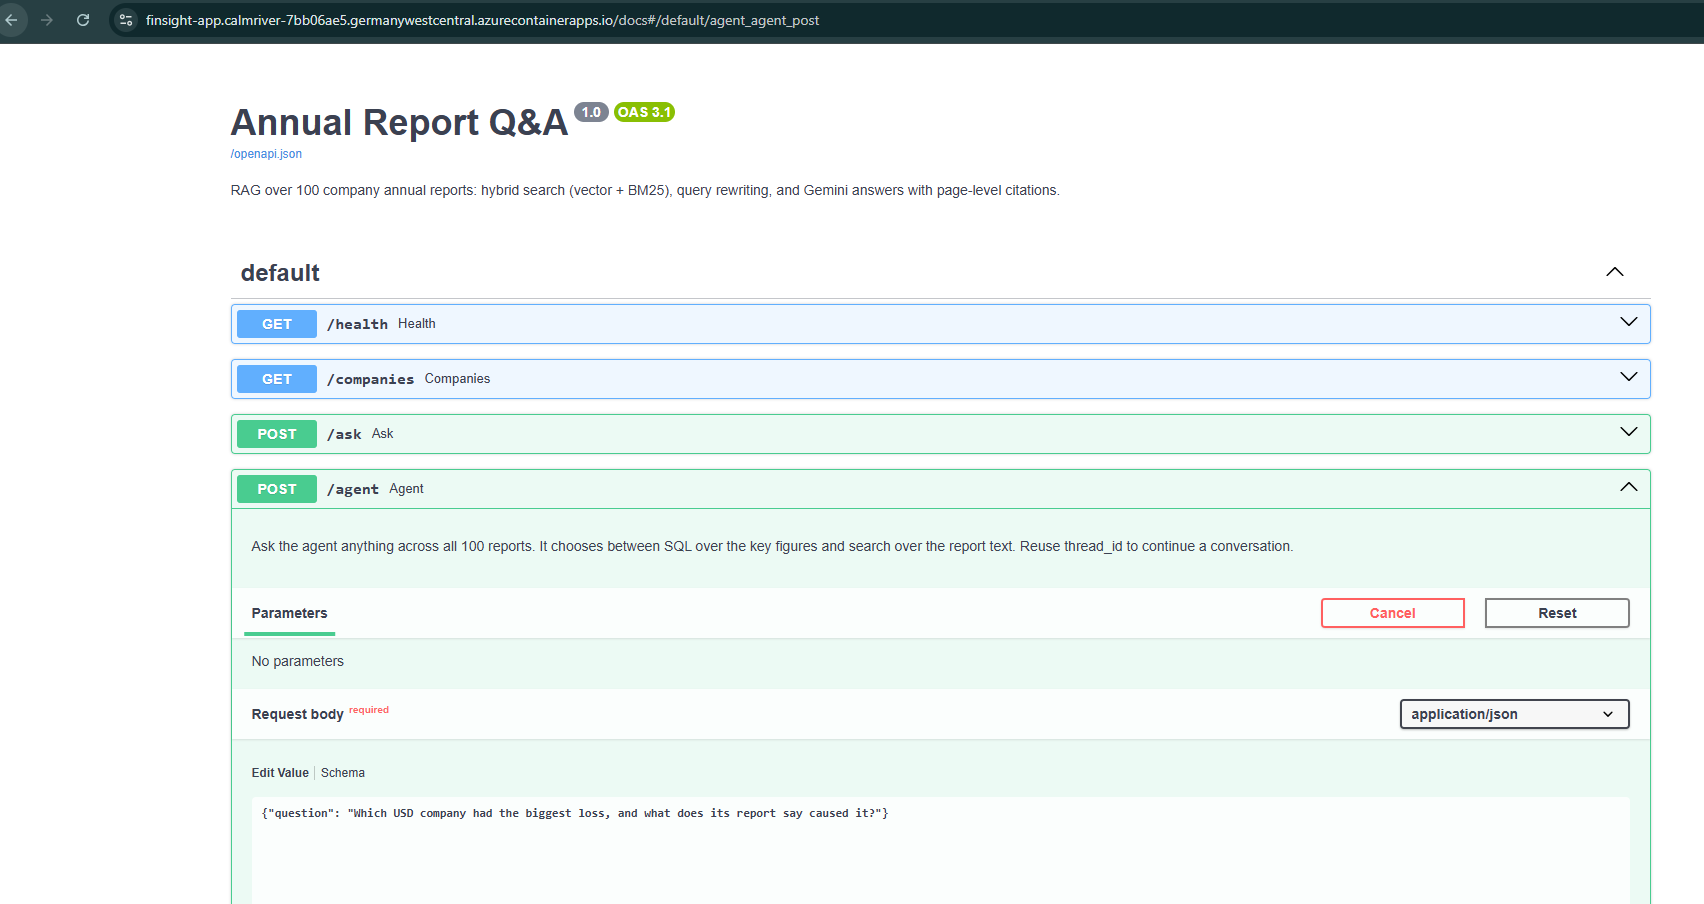 finsight-app.calmriver-7bb06ae5.germanywestcentral.azurecontainerapps.io/docs#/default/agent_agent_post
Annual Report Q&A 1.0 OAS 3.1
/openapi.json
RAG over 100 company annual reports: hybrid search (vector + BM25), query rewriting, and Gemini answers with page-level citations.
default
GET /health Health
GET /companies Companies
POST /ask Ask
POST /agent Agent
Ask the agent anything across all 100 reports. It chooses between SQL over the key figures and search over the report text. Reuse thread_id to continue a conversation.
Parameters Cancel Reset
No parameters
Request body required application/json
Edit Value Schema
{"question": "Which USD company had the biggest loss, and what does its report say caused it?"}